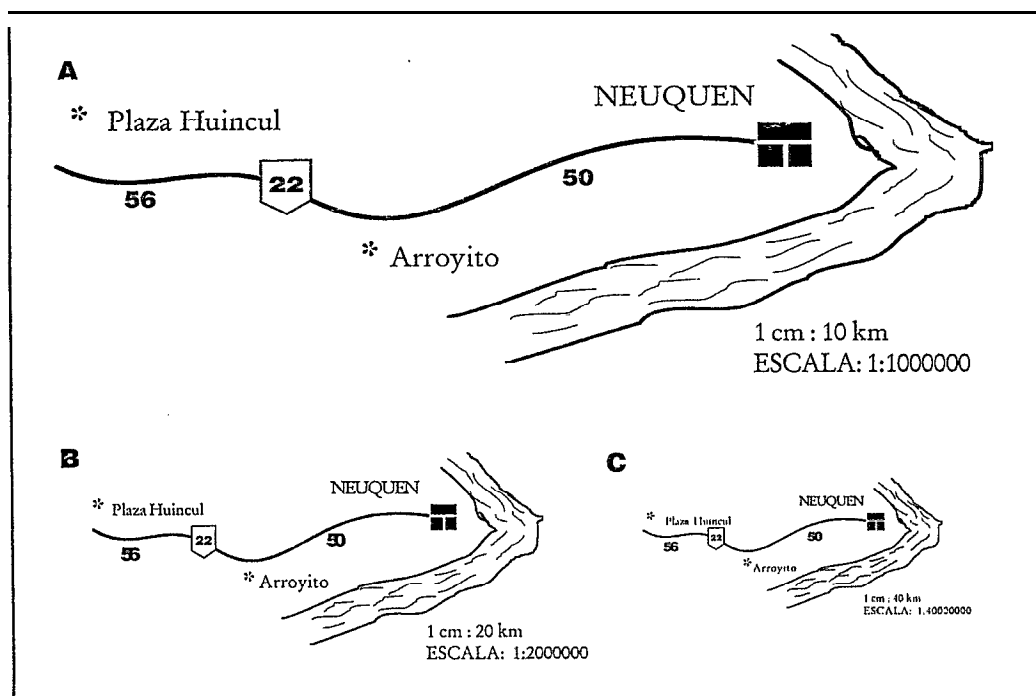 A
NEUQUEN
* Plaza Huincul
22
56
50
* Arroyito
1 cm : 10 km
ESCALA: 1:1000000
B
C
NEUQUEN
* Plaza Huincul
22
56
50
* Arroyito
1 cm : 20 km
ESCALA: 1:2000000
NEUQUEN
* Plaza Huincul
22
56
50
* Arroyito
1 cm : 40 km
ESCALA: